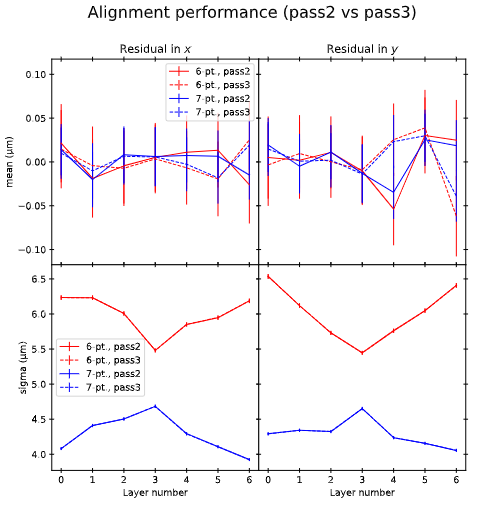 Alignment performance (pass2 vs pass3)
Residual in x
Residual in y
mean (μm)
0.10
0.05
0.00
−0.05
−0.10
6-pt., pass2
6-pt., pass3
7-pt., pass2
7-pt., pass3
sigma (μm)
6.5
6.0
5.5
5.0
4.5
4.0
6-pt., pass2
6-pt., pass3
7-pt., pass2
7-pt., pass3
0 1 2 3 4 5 6
0 1 2 3 4 5 6
Layer number
Layer number